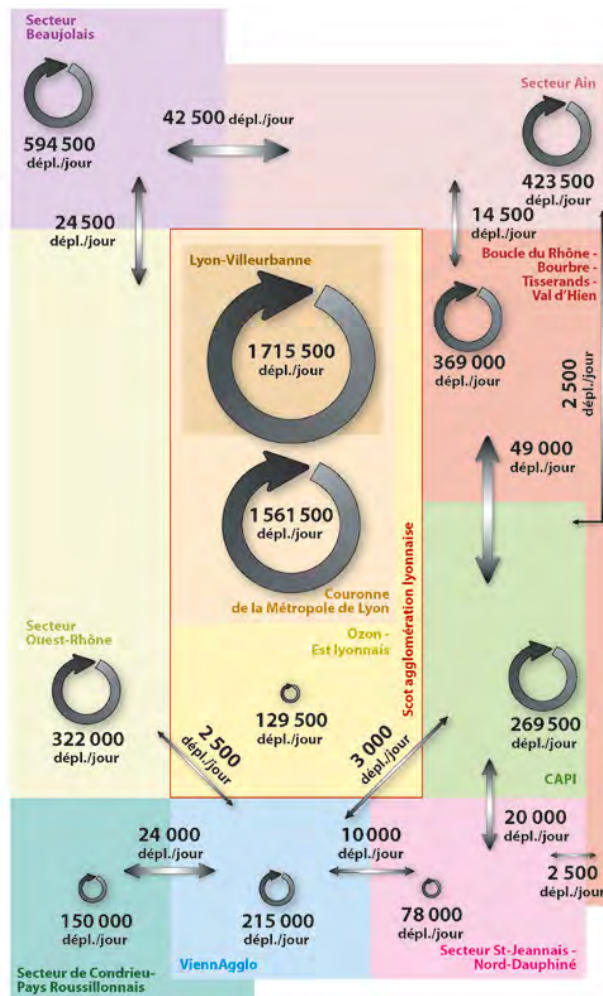 Secteur
Beaujolais
594 500
dépl./jour
42 500 dépl./jour
Secteur Ain
423 500
dépl./jour
24 500
dépl./jour
14 500
dépl./jour
Boucle du Rhône -
Bourbre -
Tisserands -
Val d'Hien
369 000
dépl./jour
2 500
dépl./jour
Lyon-Villeurbanne
1 715 500
dépl./jour
49 000
dépl./jour
1 561 500
dépl./jour
Couronne
de la Métropole de Lyon
Scot agglomération lyonnaise
Secteur
Ouest-Rhône
322 000
dépl./jour
Ozon -
Est lyonnais
129 500
dépl./jour
269 500
dépl./jour
CAPI
2 500
dépl./jour
3 000
dépl./jour
24 000
dépl./jour
10 000
dépl./jour
20 000
dépl./jour
2 500
dépl./jour
150 000
dépl./jour
215 000
dépl./jour
78 000
dépl./jour
Secteur de Condrieu-
Pays Roussillonnais
ViennAgglo
Secteur St-Jeannais -
Nord-Dauphiné